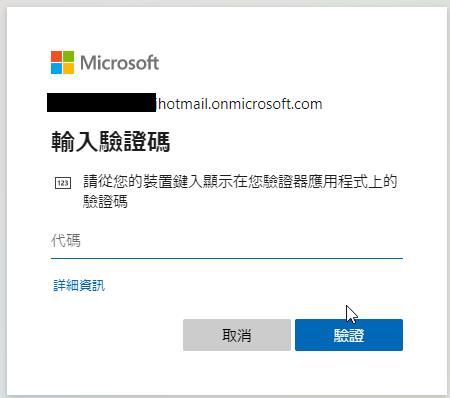 Microsoft
hotmail.onmicrosoft.com
輸入驗證碼
123
請從您的裝置鍵入顯示在您驗證器應用程式上的
驗證碼
代碼
詳細資訊
取消
驗證